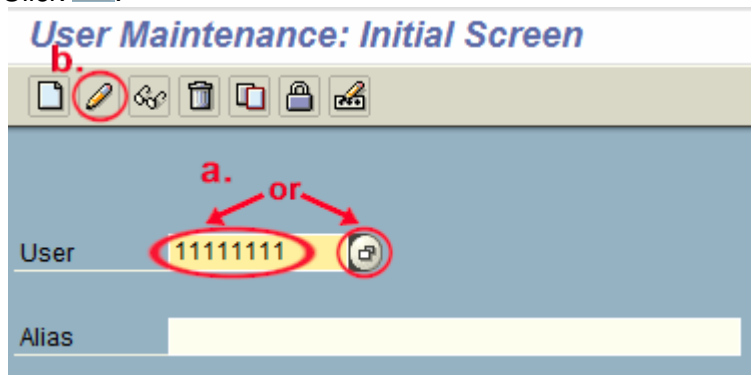 User Maintenance: Initial Screen
b.
a.
or
User 11111111
Alias